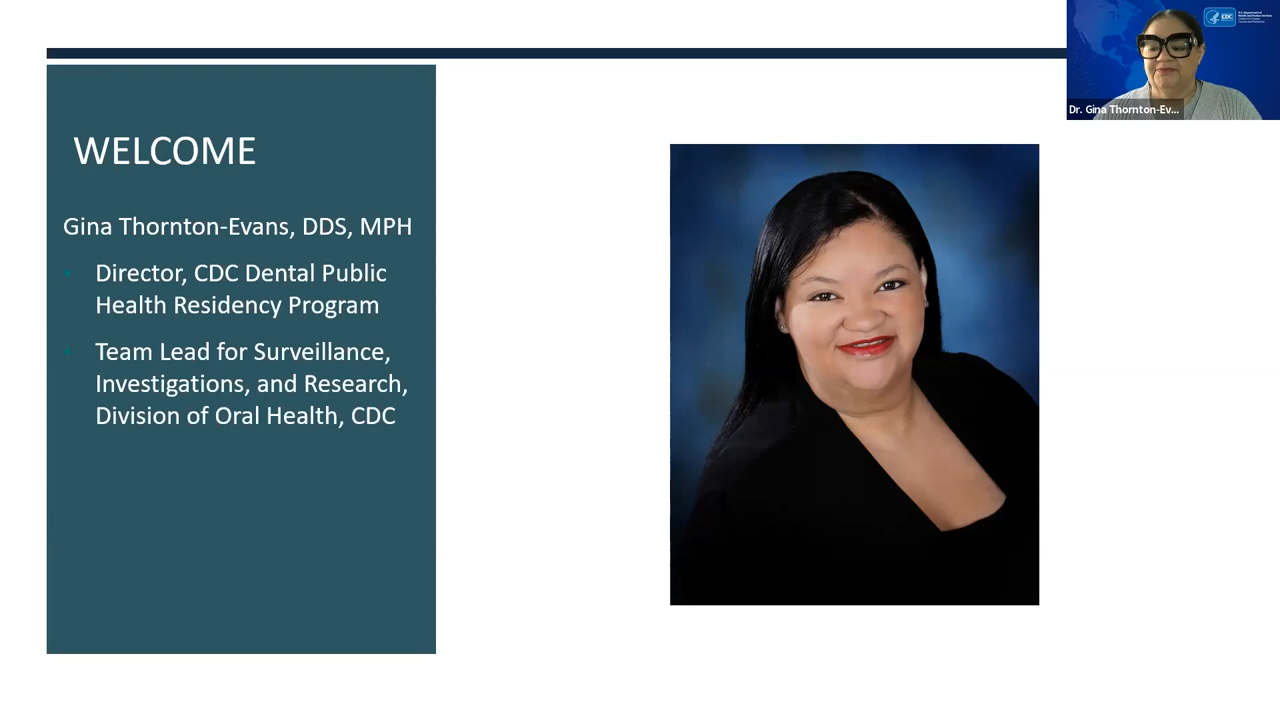 WELCOME
Gina Thornton-Evans, DDS, MPH
Director, CDC Dental Public
Health Residency Program
Team Lead for Surveillance,
Investigations, and Research,
Division of Oral Health, CDC
CDC
Dr. Gina Thornton-Ev...